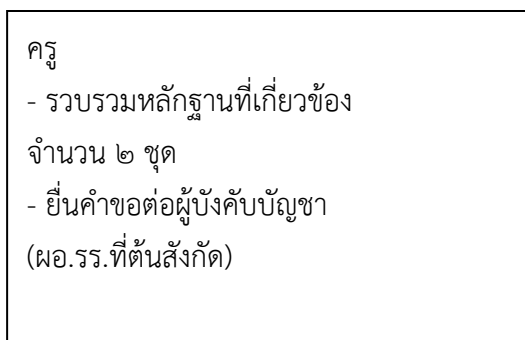 ครู
- รวบรวมหลักฐานที่เกี่ยวข้อง
จำนวน ๒ ชุด
- ยื่นคำขอต่อผู้บังคับบัญชา
(ผอ.รร.ที่ต้นสังกัด)